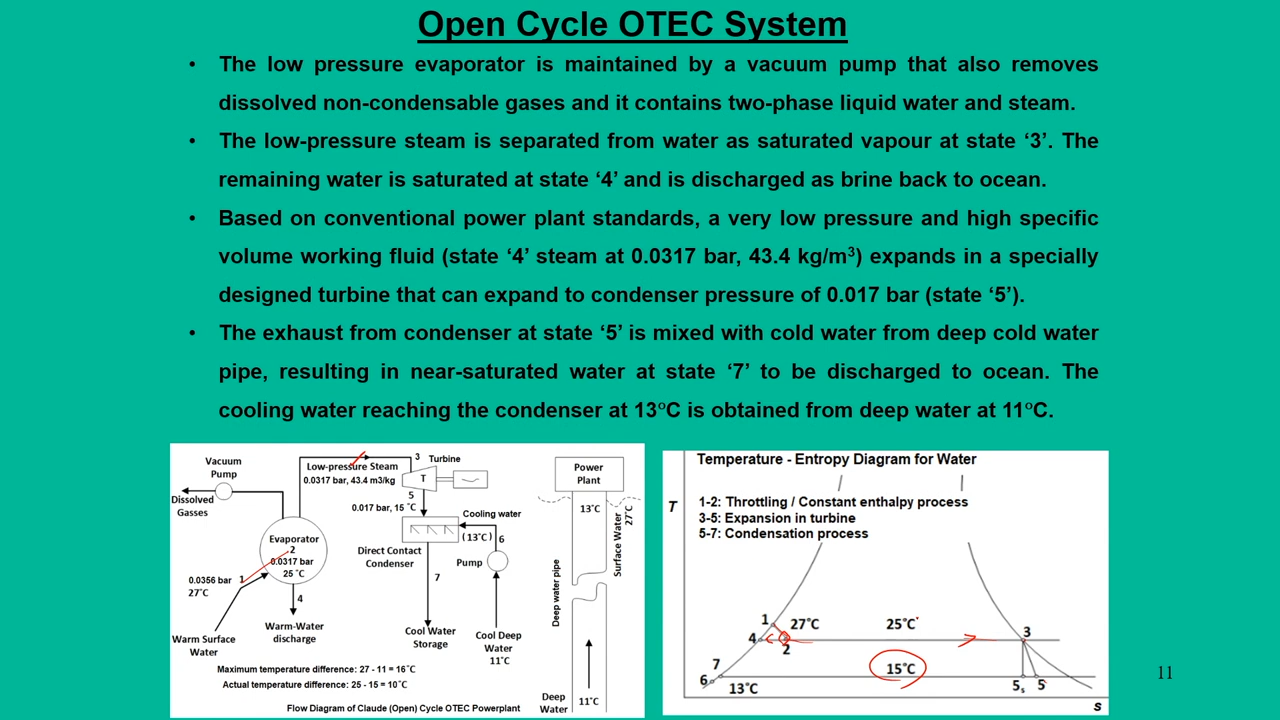 Open Cycle OTEC System
• The low pressure evaporator is maintained by a vacuum pump that also removes
dissolved non-condensable gases and it contains two-phase liquid water and steam.
• The low-pressure steam is separated from water as saturated vapour at state ‘3’. The
remaining water is saturated at state ‘4’ and is discharged as brine back to ocean.
• Based on conventional power plant standards, a very low pressure and high specific
volume working fluid (state ‘4’ steam at 0.0317 bar, 43.4 kg/m³) expands in a specially
designed turbine that can expand to condenser pressure of 0.017 bar (state ‘5’).
• The exhaust from condenser at state ‘5’ is mixed with cold water from deep cold water
pipe, resulting in near-saturated water at state ‘7’ to be discharged to ocean. The
cooling water reaching the condenser at 13°C is obtained from deep water at 11°C.
Vacuum
Pump
Dissolved
Gasses
Low-pressure Steam
0.0317 bar, 43.4 m3/kg
3
Turbine
T
5
0.017 bar, 15 °C
Cooling water
(13°C)
6
Evaporator
2
0.0317 bar
25 °C
Direct Contact
Condenser
Pump
0.0356 bar
27°C
1
4
7
Warm Surface
Water
Warm-Water
discharge
Cool Water
Storage
Cool Deep
Water
11°C
Maximum temperature difference: 27 - 11 = 16°C
Actual temperature difference: 25 - 15 = 10°C
Flow Diagram of Claude (Open) Cycle OTEC Powerplant
Power
Plant
13°C
Surface Water
27°C
Deep water pipe
Deep
Water
11°C
Temperature - Entropy Diagram for Water
T
1-2: Throttling / Constant enthalpy process
3-5: Expansion in turbine
5-7: Condensation process
1
27°C
25°C
3
4
2
7
15°C
6
13°C
5s
5
s
11